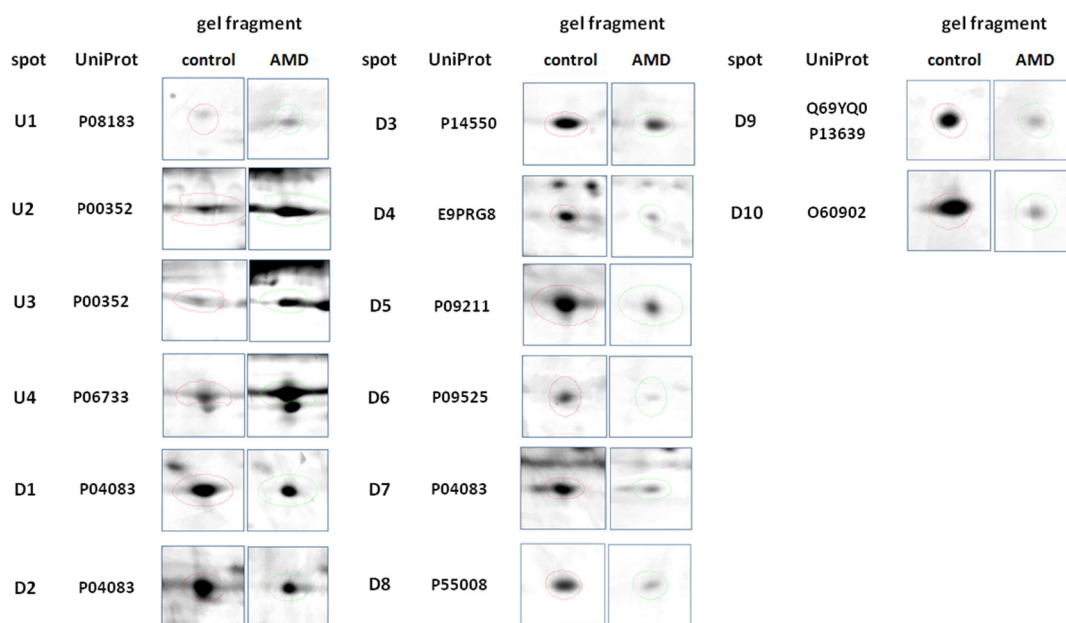 gel fragment
spot UniProt control AMD
U1 P08183
U2 P00352
U3 P00352
U4 P06733
D1 P04083
D2 P04083
gel fragment
spot UniProt control AMD
D3 P14550
D4 E9PRG8
D5 P09211
D6 P09525
D7 P04083
D8 P55008
gel fragment
spot UniProt control AMD
D9 Q69YQ0
P13639
D10 O60902